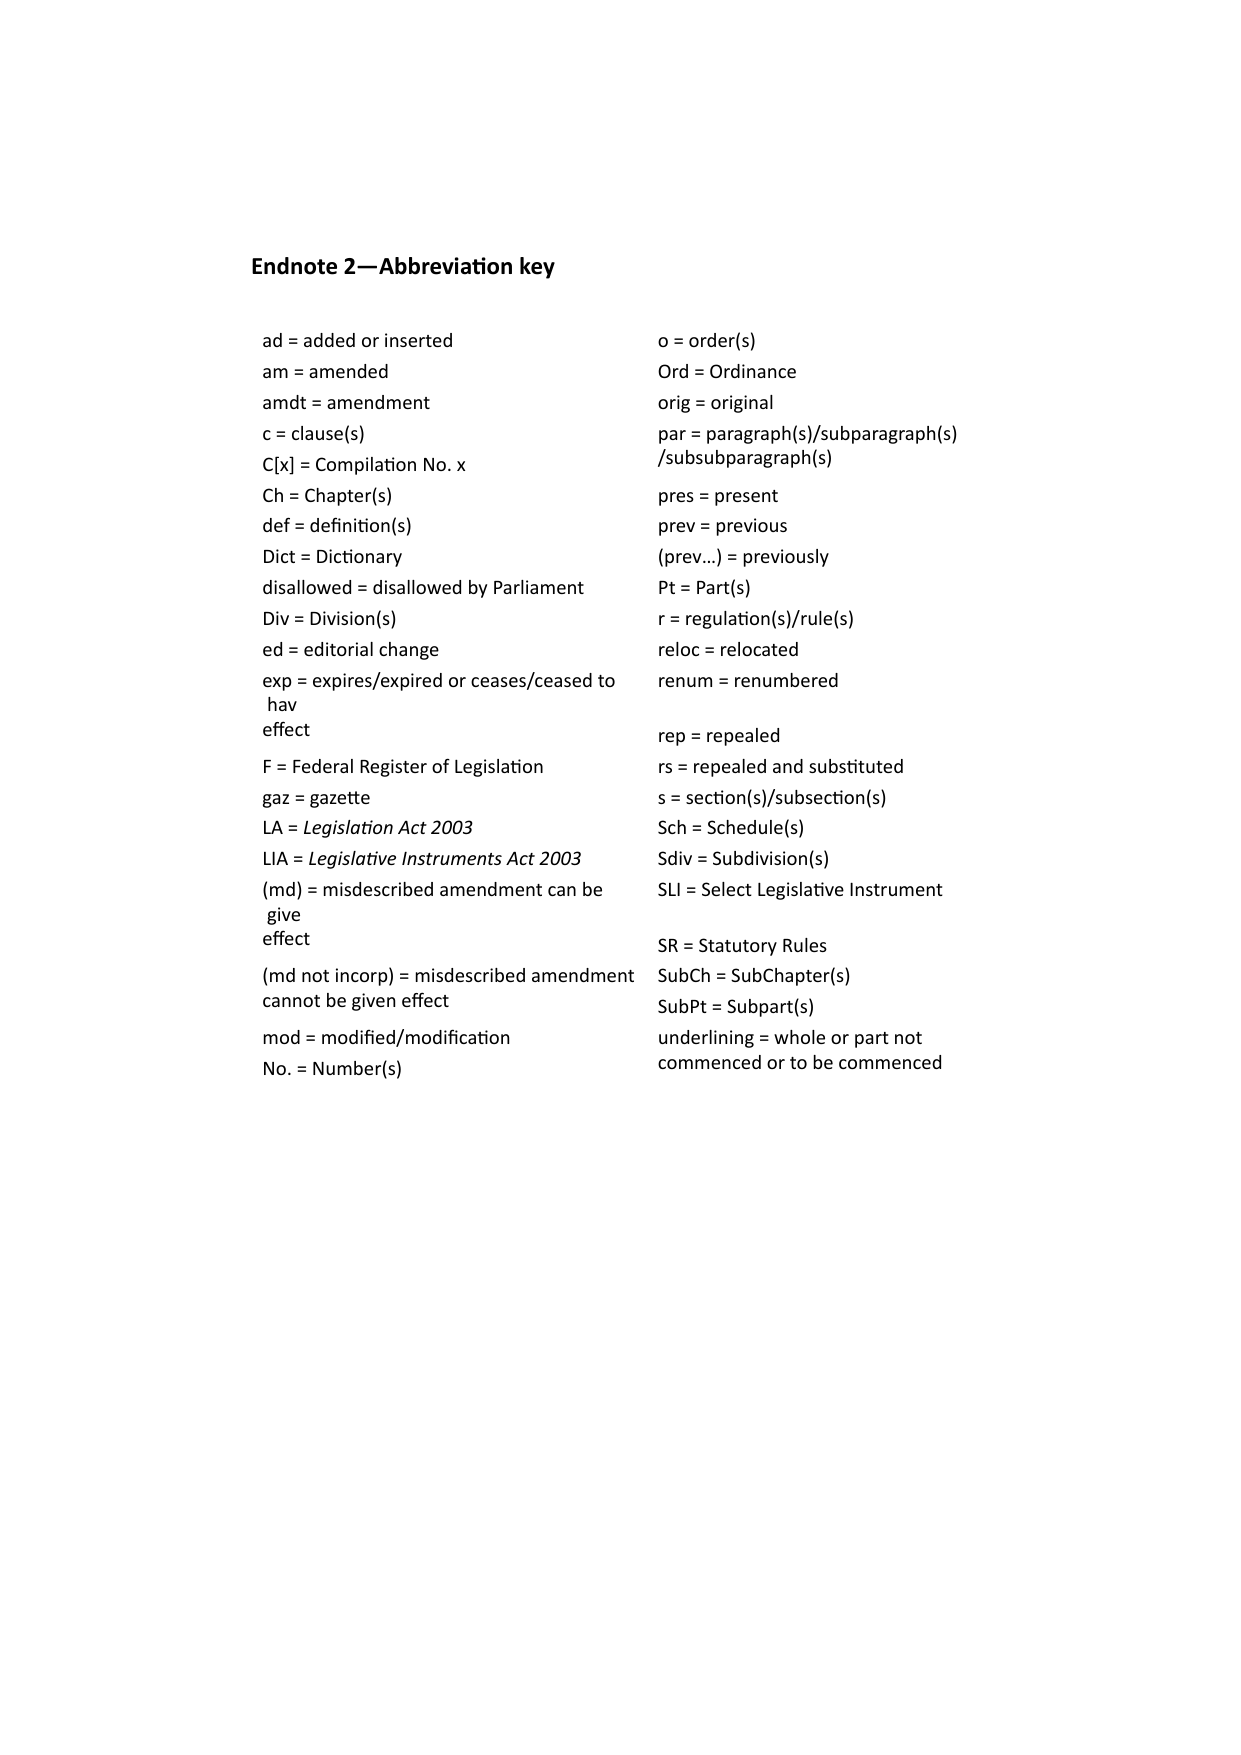 Endnote 2—Abbreviation key
ad = added or inserted
am = amended
amdt = amendment
c = clause(s)
C[x] = Compilation No. x
Ch = Chapter(s)
def = definition(s)
Dict = Dictionary
disallowed = disallowed by Parliament
Div = Division(s)
ed = editorial change
exp = expires/expired or ceases/ceased to
hav
effect
F = Federal Register of Legislation
gaz = gazette
LA = Legislation Act 2003
LIA = Legislative Instruments Act 2003
(md) = misdescribed amendment can be
give
effect
(md not incorp) = misdescribed amendment
cannot be given effect
mod = modified/modification
No. = Number(s)
o = order(s)
Ord = Ordinance
orig = original
par = paragraph(s)/subparagraph(s)
/subsubparagraph(s)
pres = present
prev = previous
(prev…) = previously
Pt = Part(s)
r = regulation(s)/rule(s)
reloc = relocated
renum = renumbered
rep = repealed
rs = repealed and substituted
s = section(s)/subsection(s)
Sch = Schedule(s)
Sdiv = Subdivision(s)
SLI = Select Legislative Instrument
SR = Statutory Rules
SubCh = SubChapter(s)
SubPt = Subpart(s)
underlining = whole or part not
commenced or to be commenced